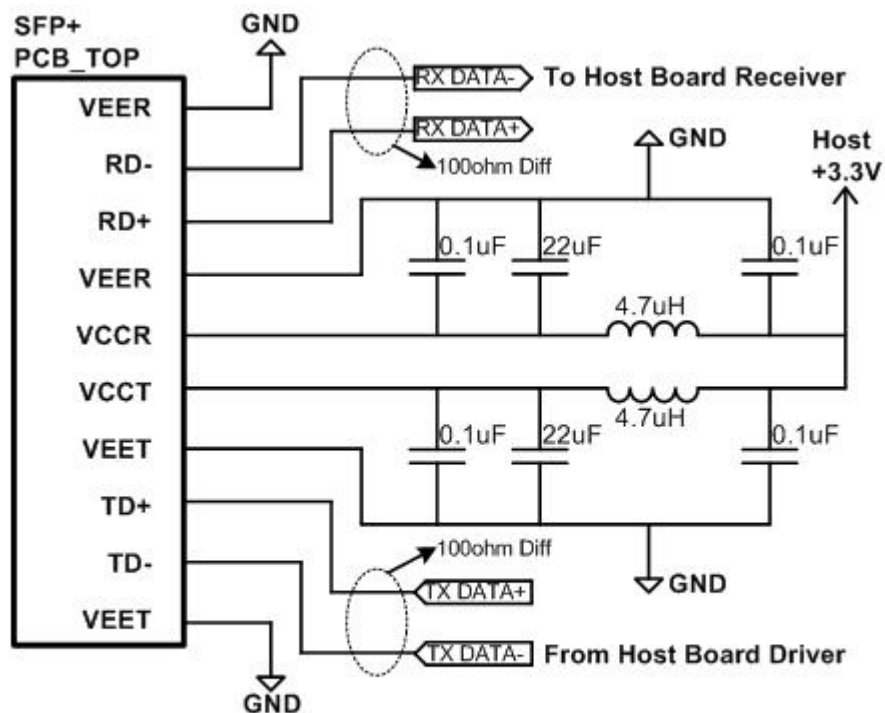 SFP+
PCB_TOP
GND
VEER
RX DATA- To Host Board Receiver
RD-
RX DATA+
100ohm Diff
GND
Host
+3.3V
RD+
0.1uF
22uF
0.1uF
VEER
4.7uH
VCCR
VCCT
4.7uH
VEET
0.1uF
22uF
0.1uF
TD+
100ohm Diff
TD-
TX DATA+
GND
VEET
TX DATA- From Host Board Driver
GND